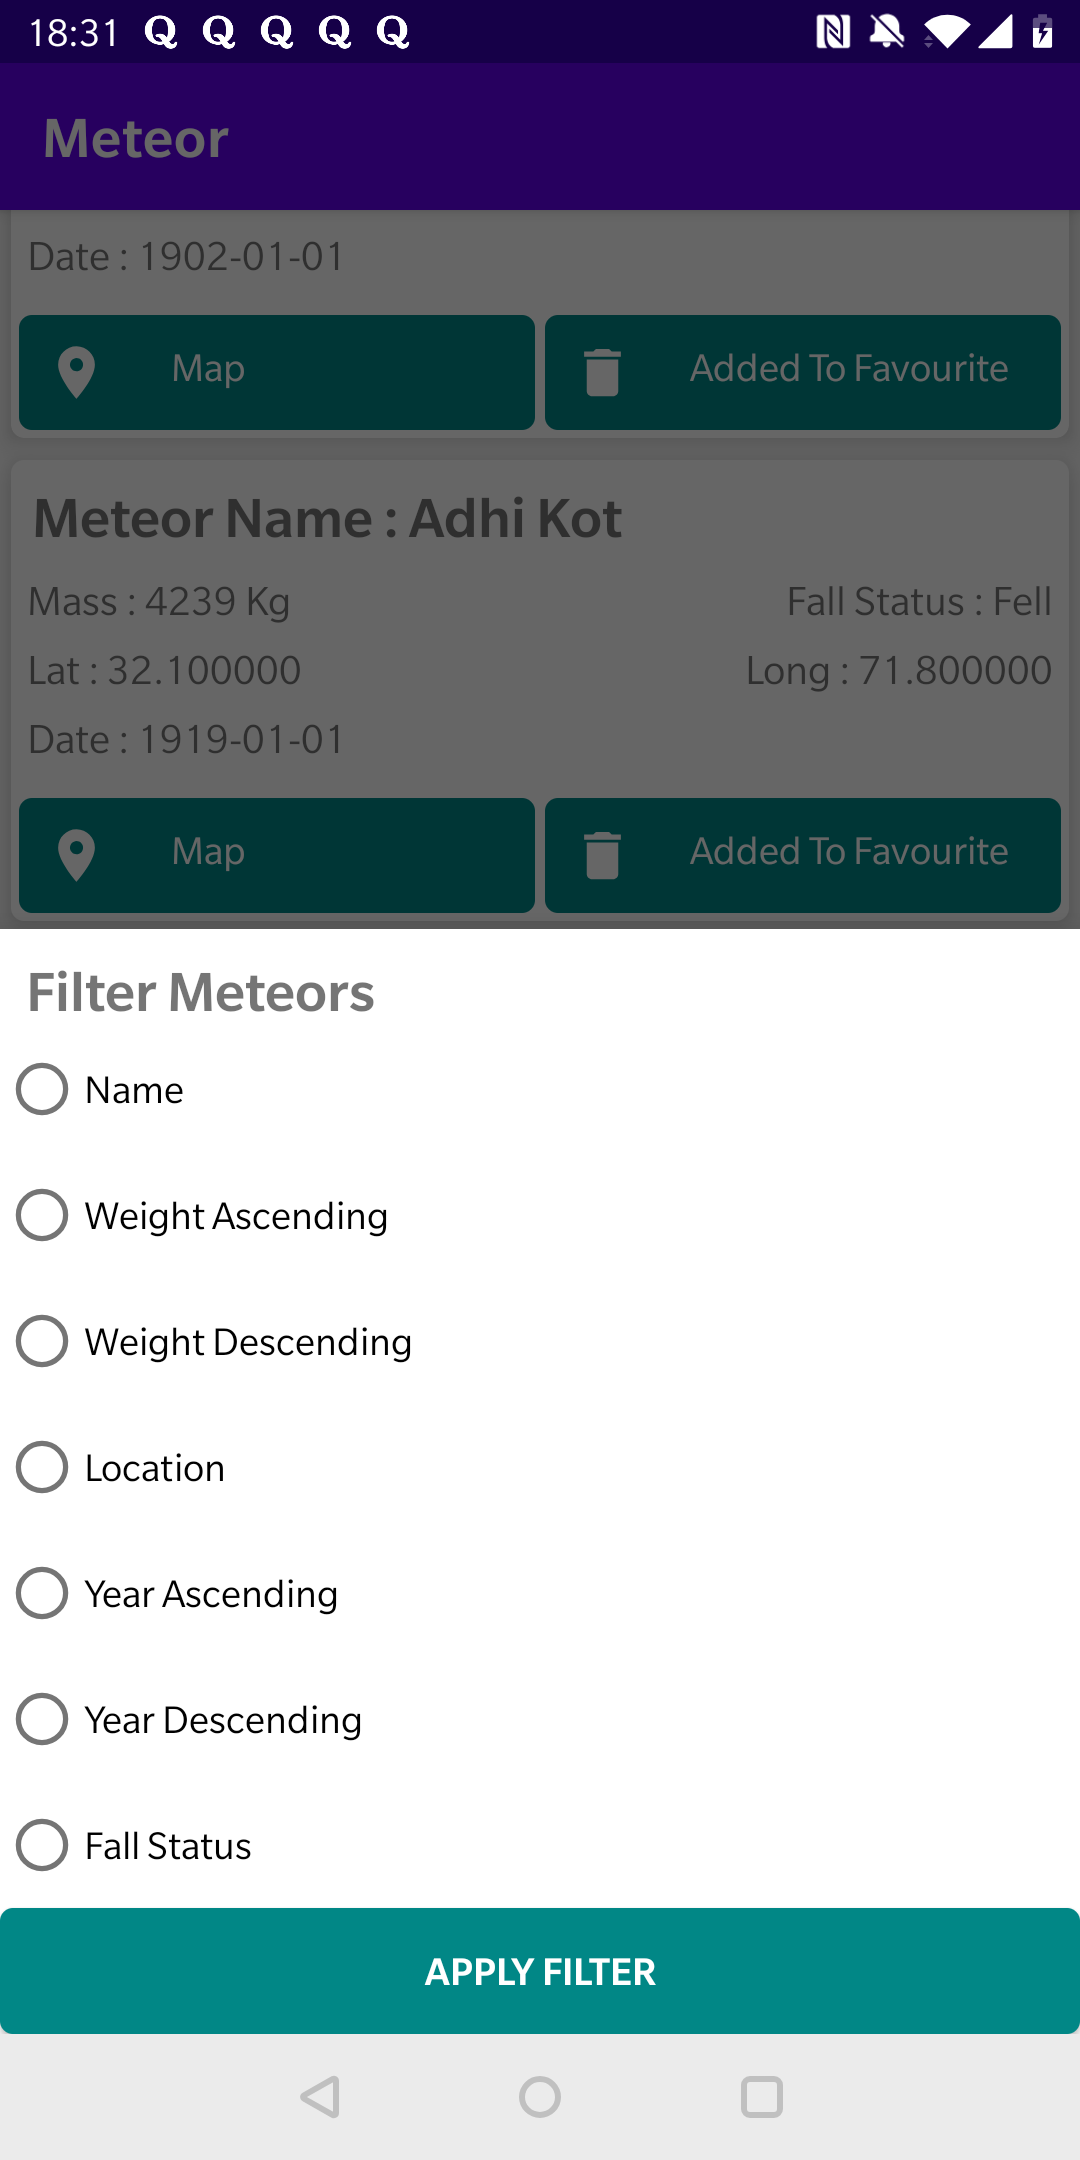 18:31 Q Q Q Q Q
Meteor
Date : 1902-01-01
Map Added To Favourite
Meteor Name : Adhi Kot
Mass : 4239 Kg Fall Status : Fell
Lat : 32.100000 Long : 71.800000
Date : 1919-01-01
Map Added To Favourite
Filter Meteors
Name
Weight Ascending
Weight Descending
Location
Year Ascending
Year Descending
Fall Status
APPLY FILTER